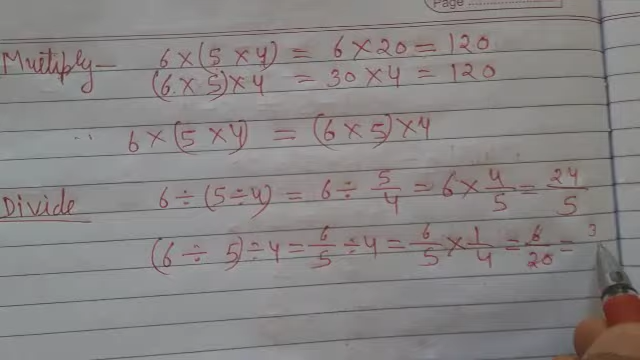 Page
Multiply— 6×(5×4) = 6×20 = 120
(6×5)×4 = 30×4 = 120
∴ 6×(5×4) = (6×5)×4
Divide 6÷(5÷4) = 6÷5/4 = 6×4/5 = 24/5
(6÷5)÷4 = 6/5÷4 = 6/5×1/4 = 6/20 = 3